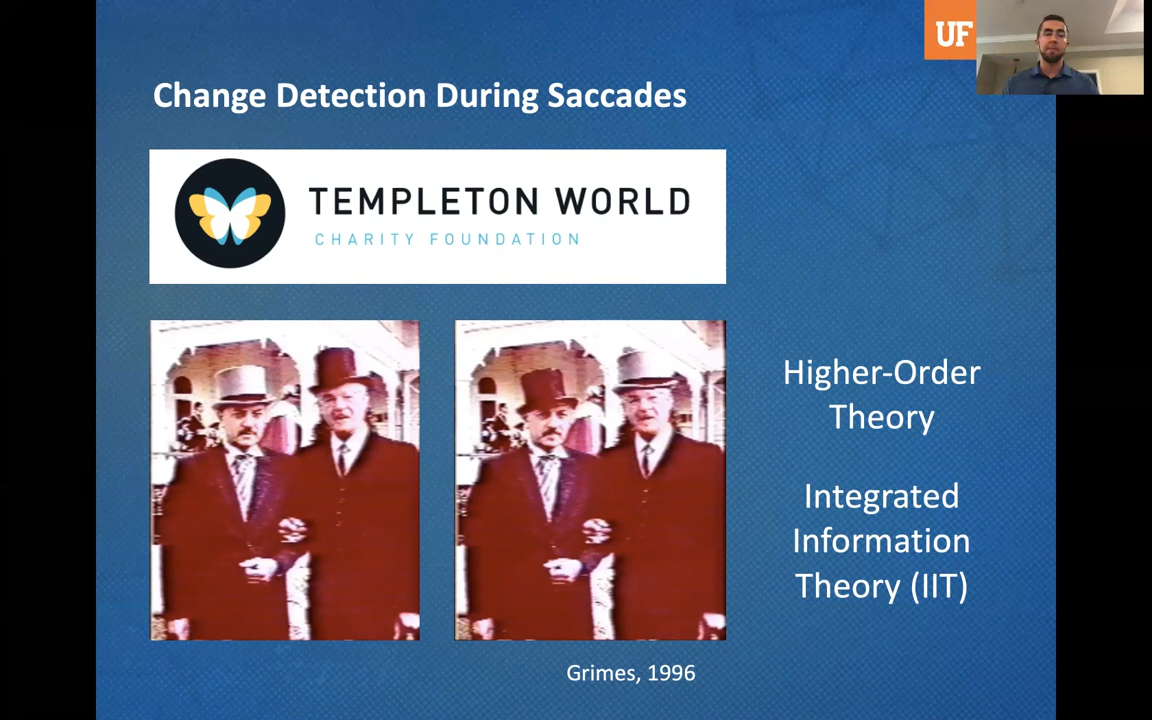 UF
Change Detection During Saccades
TEMPLETON WORLD
CHARITY FOUNDATION
Higher-Order
Theory
Integrated
Information
Theory (IIT)
Grimes, 1996